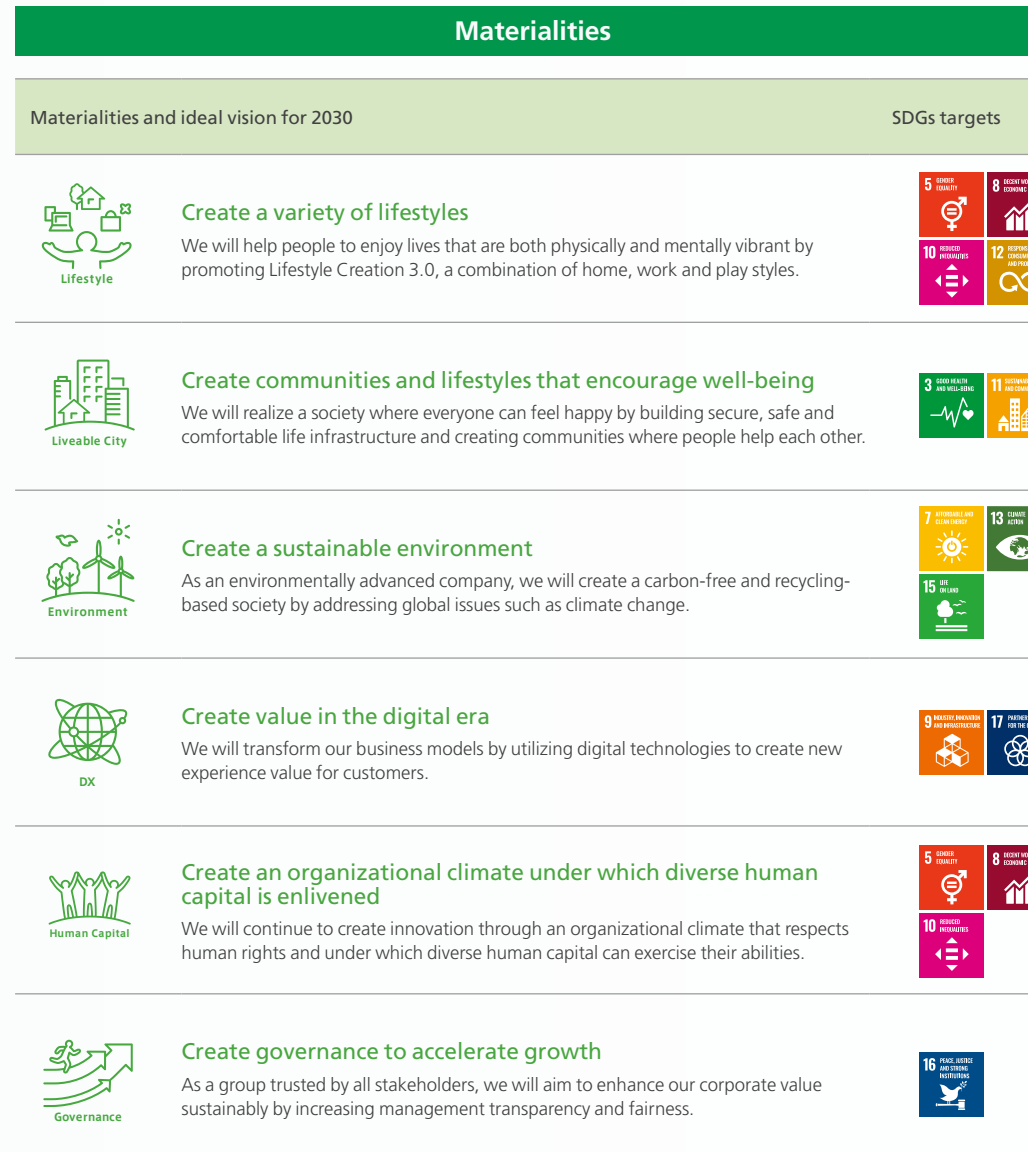 Materialities
Materialities and ideal vision for 2030
SDGs targets
Lifestyle
Create a variety of lifestyles
We will help people to enjoy lives that are both physically and mentally vibrant by
promoting Lifestyle Creation 3.0, a combination of home, work and play styles.
5 GENDER
EQUALITY
8 DECENT
ECONOMIC
10 REDUCED
INEQUALITIES
12
Liveable City
Create communities and lifestyles that encourage well-being
We will realize a society where everyone can feel happy by building secure, safe and
comfortable life infrastructure and creating communities where people help each other.
3 GOOD HEALTH
AND WELL-BEING
11
Environment
Create a sustainable environment
As an environmentally advanced company, we will create a carbon-free and recycling-
based society by addressing global issues such as climate change.
7 AFFORDABLE AND
CLEAN ENERGY
13 CLIMATE
ACTION
15 LIFE
ON LAND
DX
Create value in the digital era
We will transform our business models by utilizing digital technologies to create new
experience value for customers.
9 INDUSTRY, INNOVATION
AND INFRASTRUCTURE
17
Human Capital
Create an organizational climate under which diverse human
capital is enlivened
We will continue to create innovation through an organizational climate that respects
human rights and under which diverse human capital can exercise their abilities.
5 GENDER
EQUALITY
8 DECENT
ECONOMIC
10 REDUCED
INEQUALITIES
Governance
Create governance to accelerate growth
As a group trusted by all stakeholders, we will aim to enhance our corporate value
sustainably by increasing management transparency and fairness.
16 PEACE, JUSTICE
AND STRONG
INSTITUTIONS